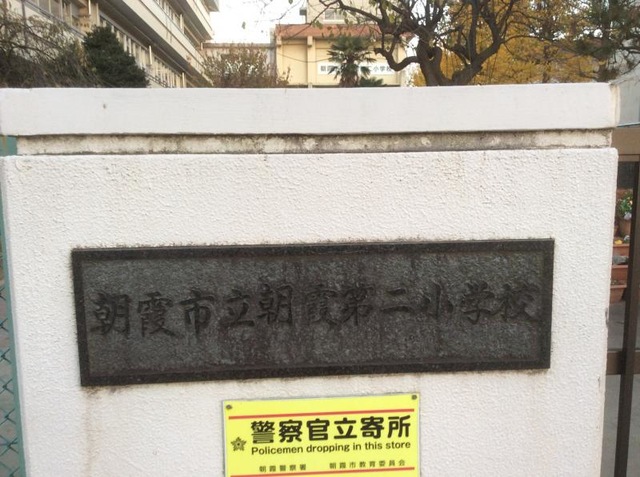 朝霞市立朝霞第二小学校
警察官立寄所
Policemen dropping in this store
朝霞警察署 朝霞市教育委員会